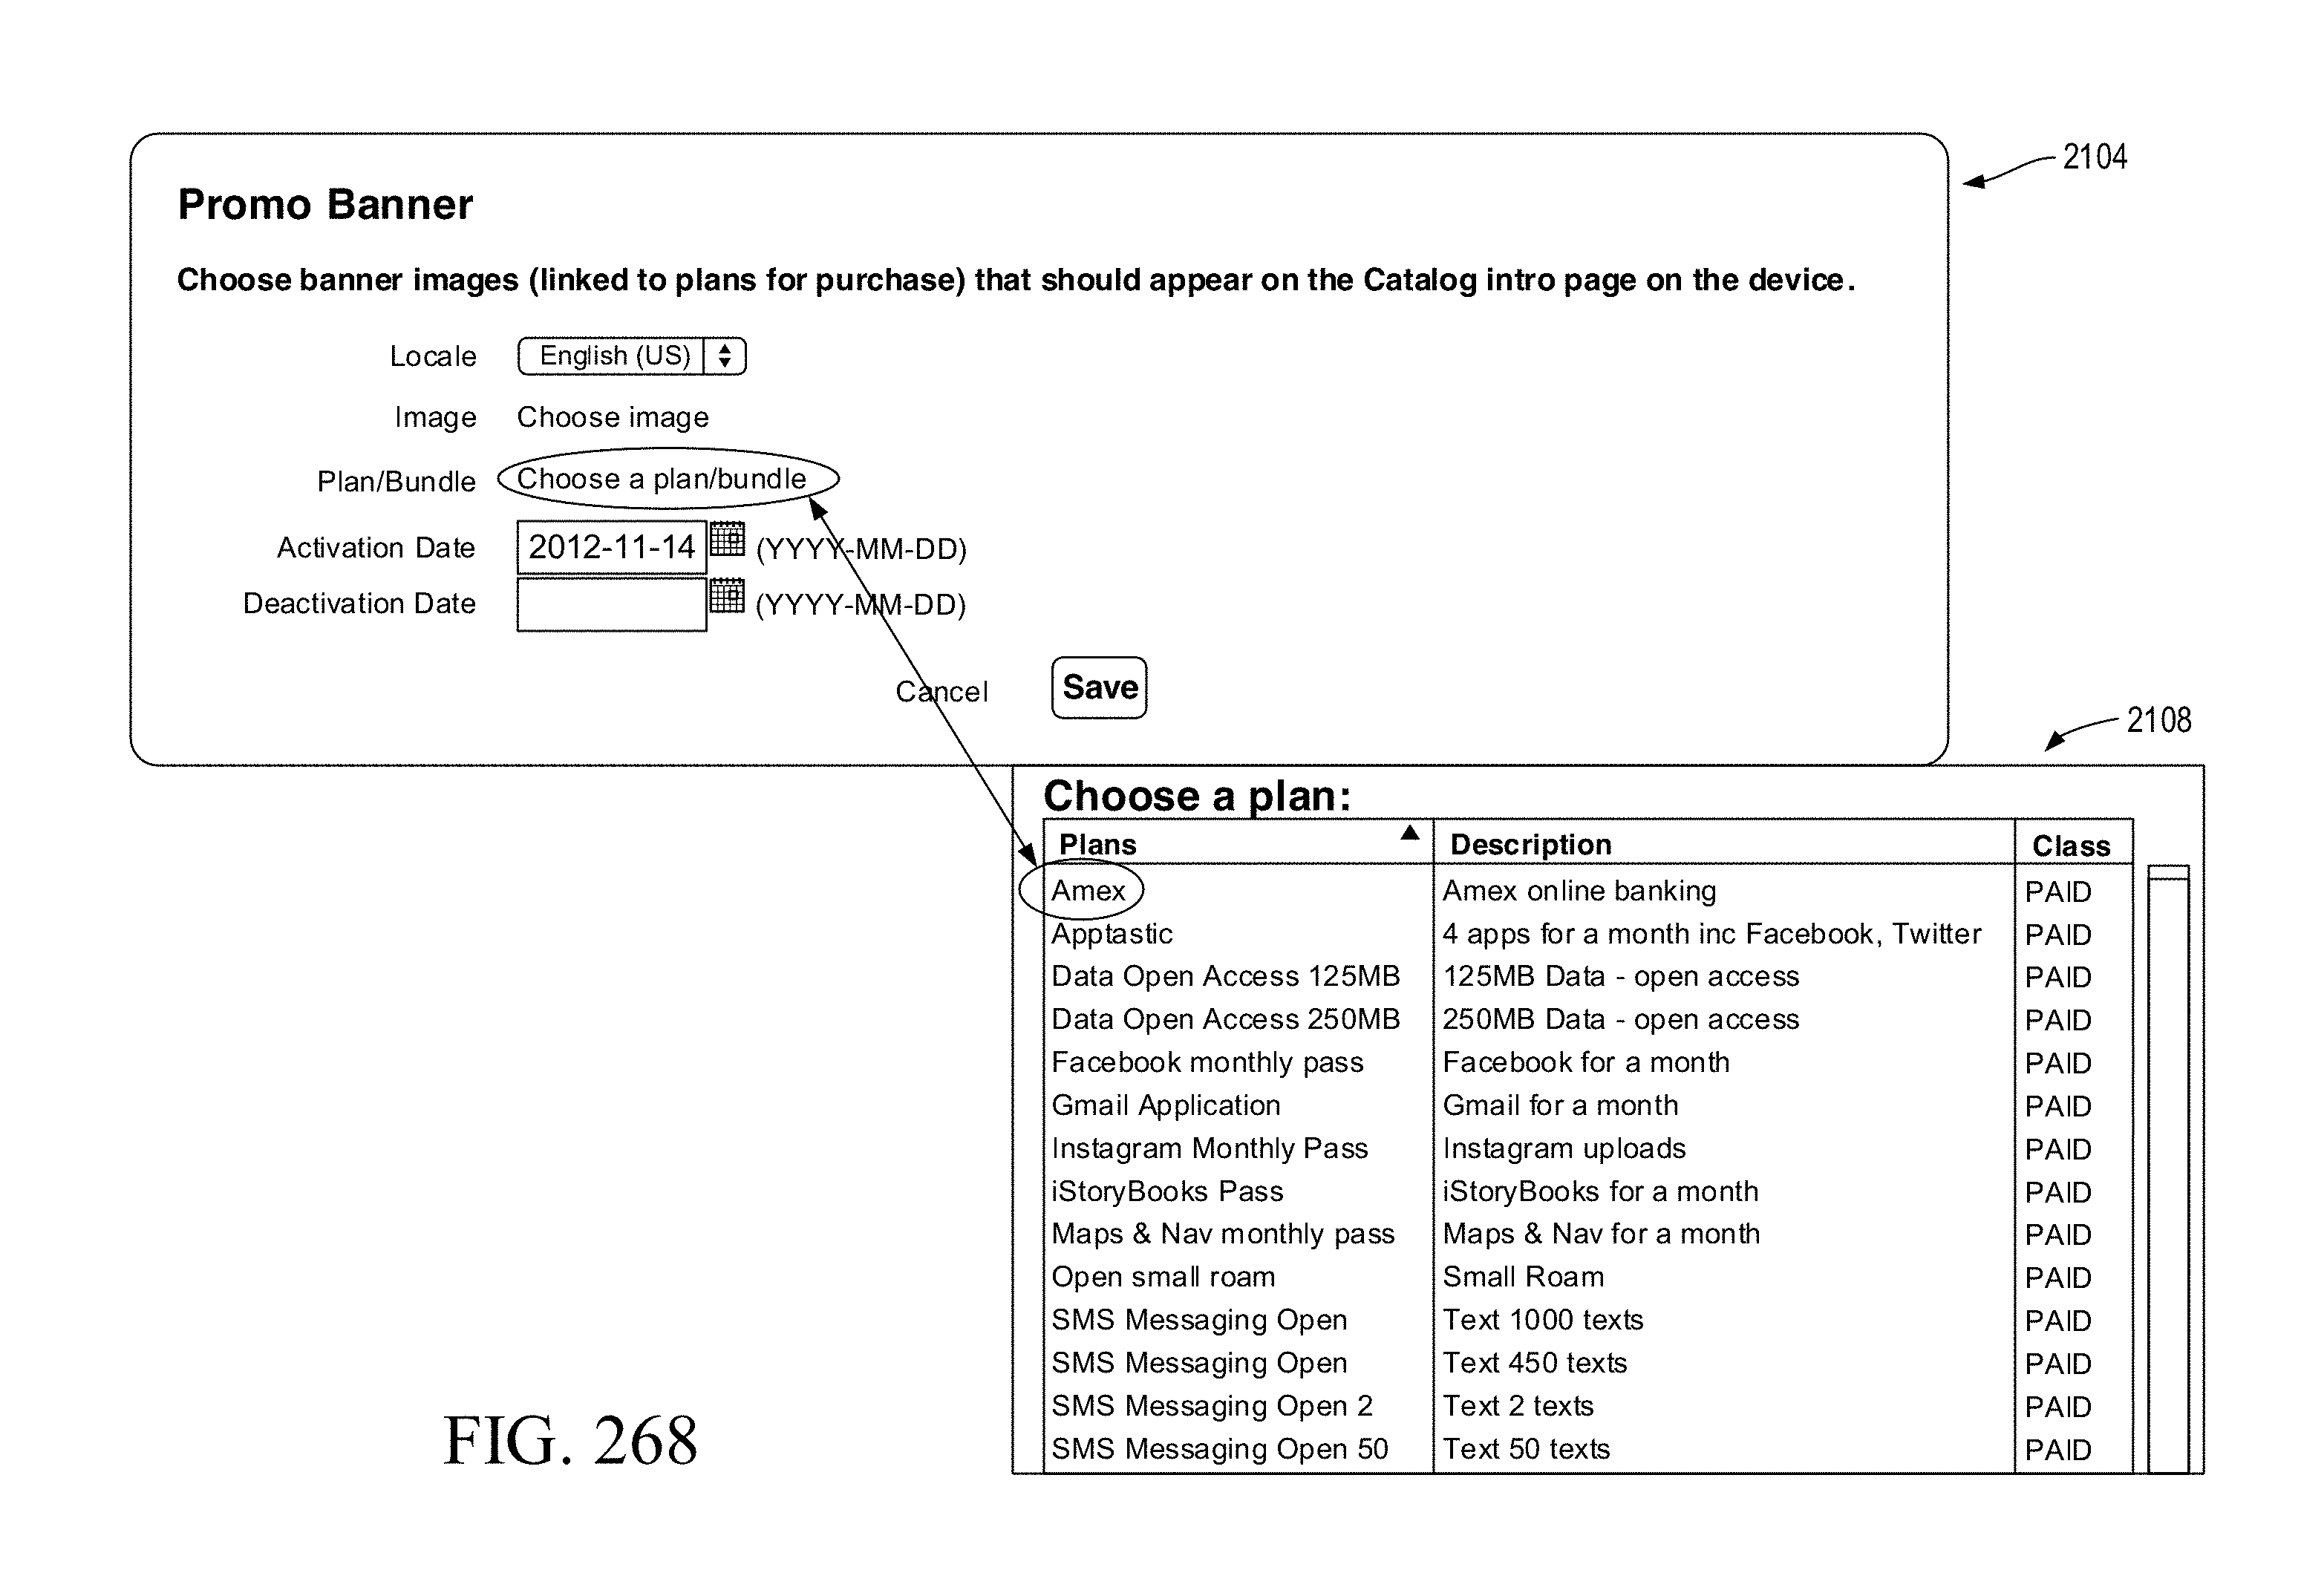 2104
Promo Banner
Choose banner images (linked to plans for purchase) that should appear on the Catalog intro page on the device.
Locale English (US)
Image Choose image
Plan/Bundle Choose a plan/bundle
Activation Date 2012-11-14 (YYYY-MM-DD)
Deactivation Date (YYYY-MM-DD)
Cancel Save
2108
Choose a plan:
Plans Description Class
Amex Amex online banking PAID
Apptastic 4 apps for a month inc Facebook, Twitter PAID
Data Open Access 125MB 125MB Data - open access PAID
Data Open Access 250MB 250MB Data - open access PAID
Facebook monthly pass Facebook for a month PAID
Gmail Application Gmail for a month PAID
Instagram Monthly Pass Instagram uploads PAID
iStoryBooks Pass iStoryBooks for a month PAID
Maps & Nav monthly pass Maps & Nav for a month PAID
Open small roam Small Roam PAID
SMS Messaging Open Text 1000 texts PAID
SMS Messaging Open Text 450 texts PAID
SMS Messaging Open 2 Text 2 texts PAID
SMS Messaging Open 50 Text 50 texts PAID
FIG. 268